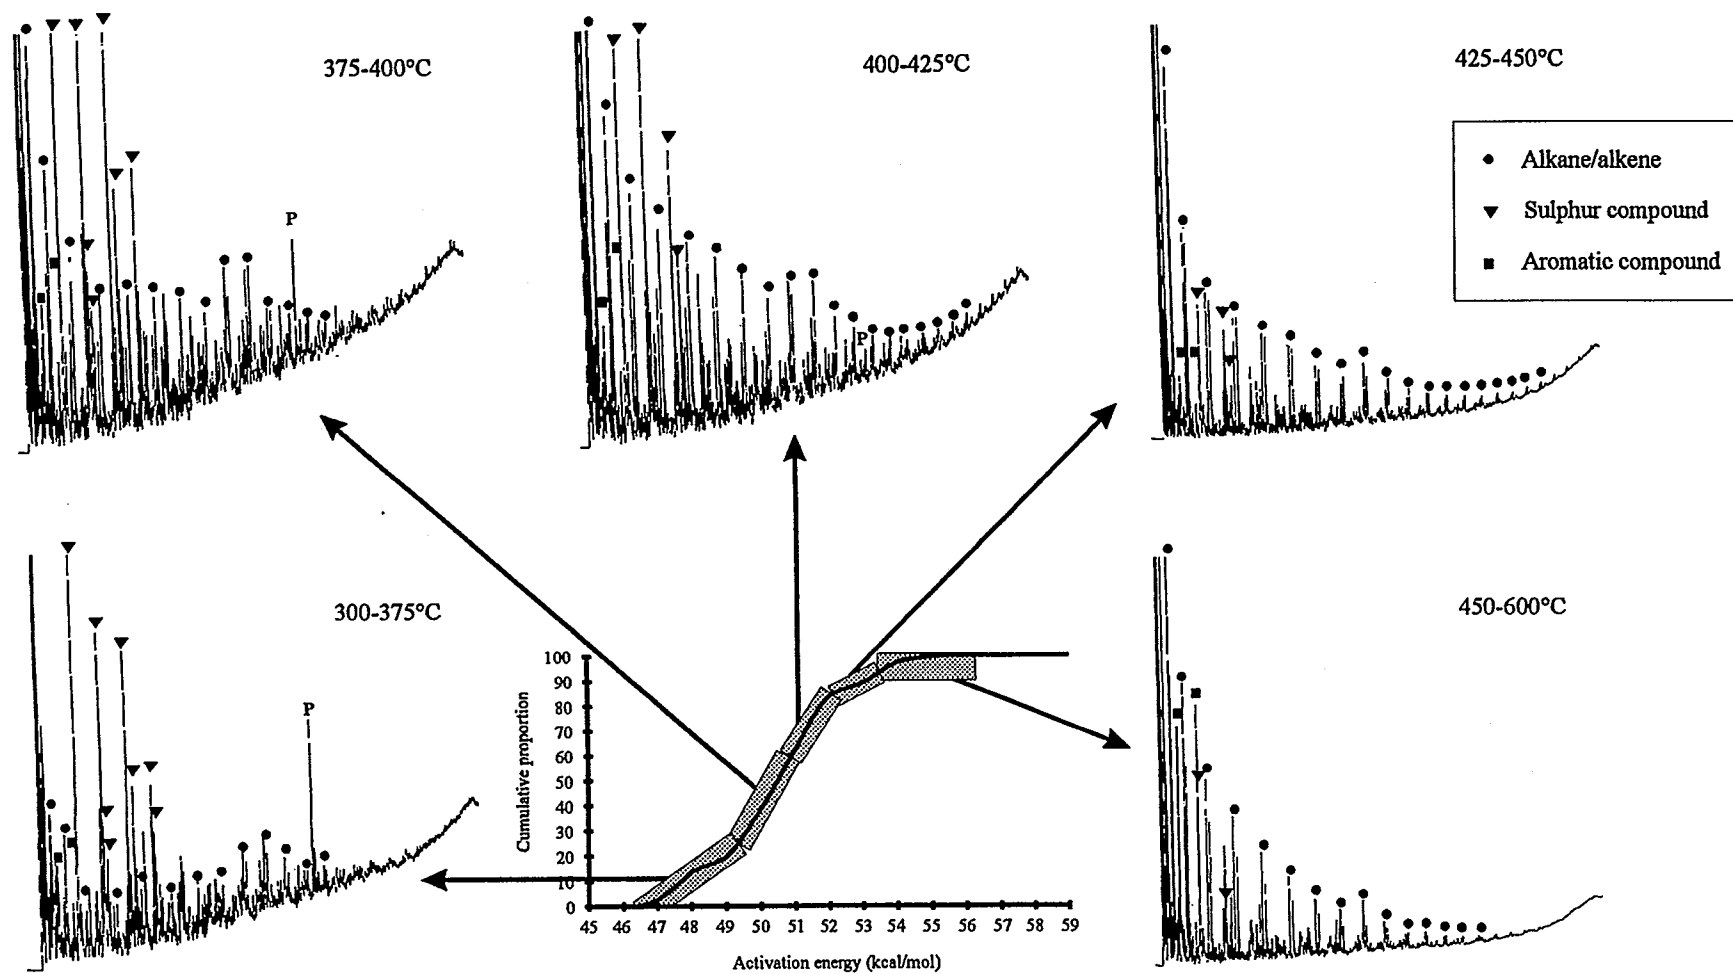 375-400°C
400-425°C
425-450°C
Alkane/alkene
Sulphur compound
Aromatic compound
P
P
300-375°C
450-600°C
P
100
90
80
70
60
50
40
30
20
10
0
Cumulative proportion
45 46 47 48 49 50 51 52 53 54 55 56 57 58 59
Activation energy (kcal/mol)